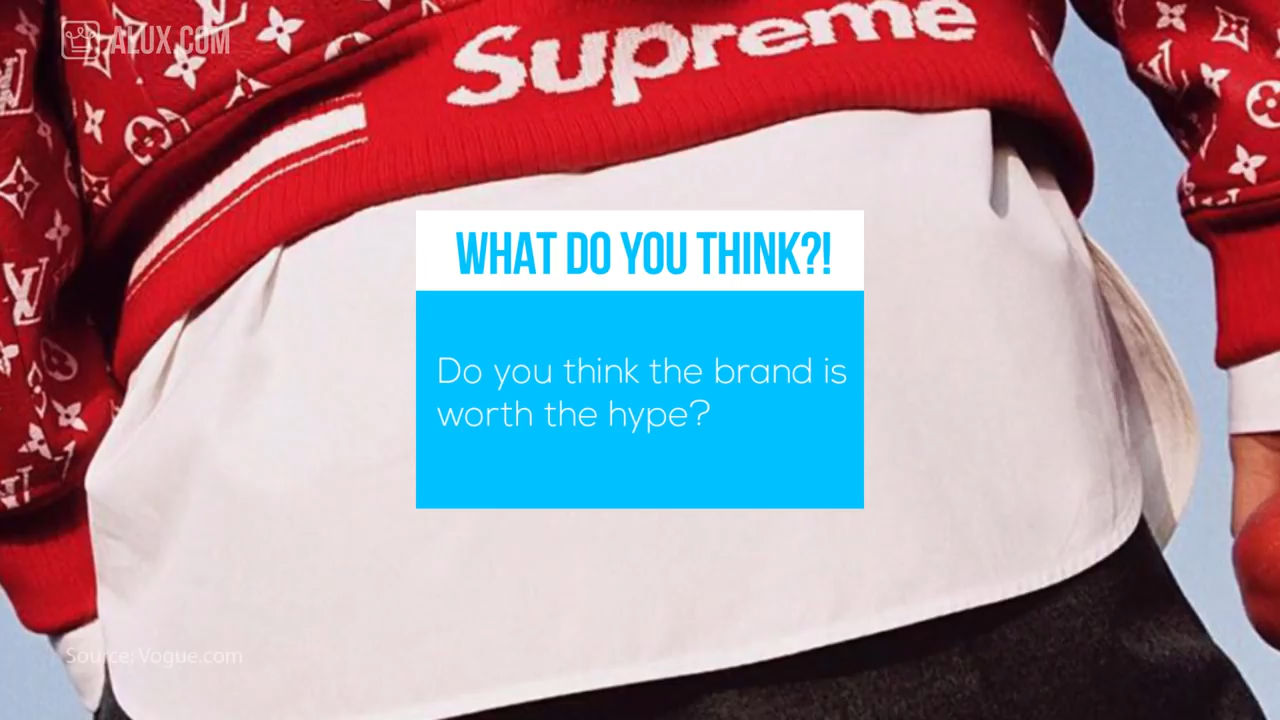 ALUX.COM
Supreme
WHAT DO YOU THINK?!
Do you think the brand is
worth the hype?
Source: Vogue.com